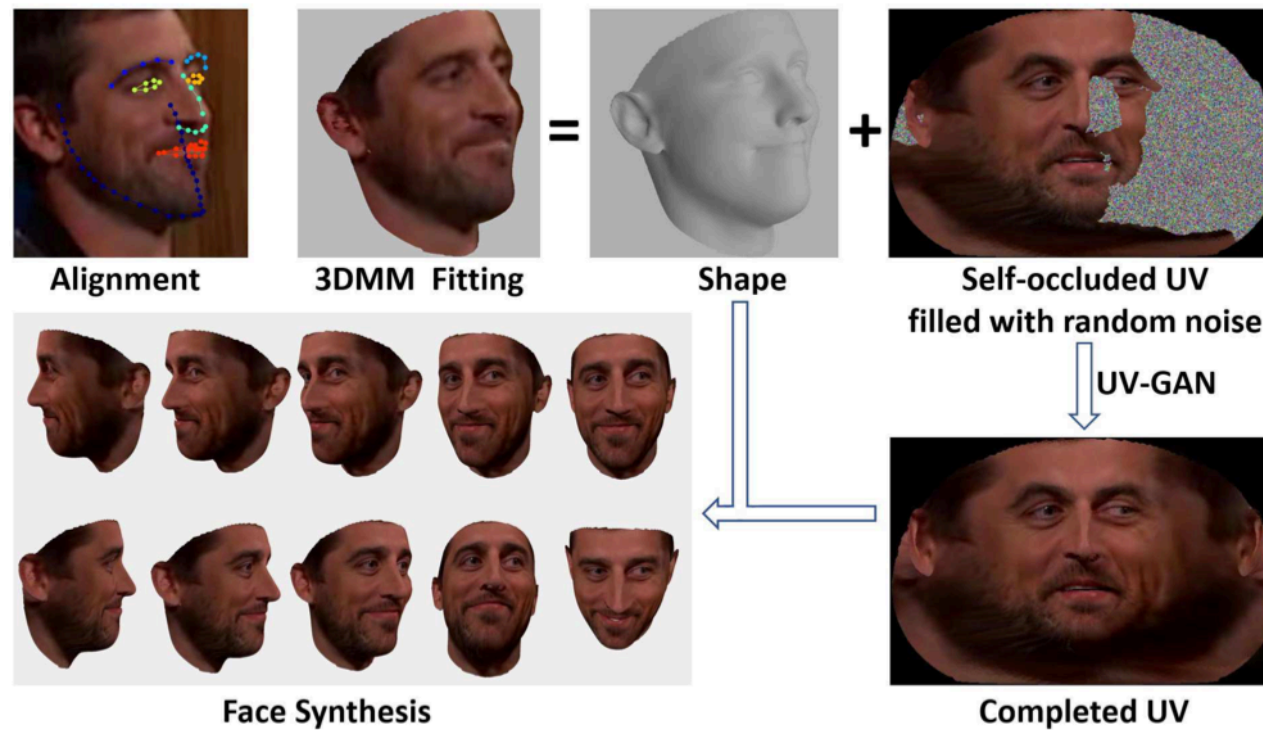 Alignment
3DMM Fitting
=
Shape
+
Self-occluded UV
filled with random noise
UV-GAN
Face Synthesis
Completed UV